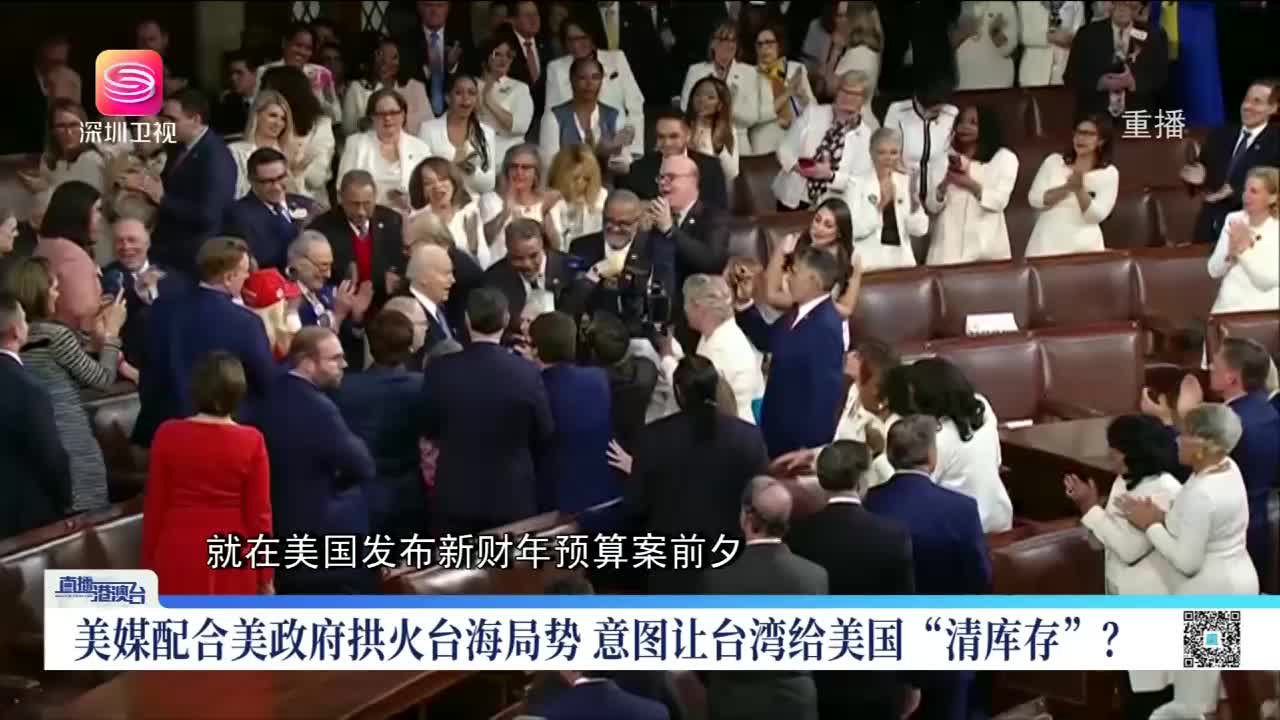 深圳卫视
重播
就在美国发布新财年预算案前夕
直播港澳台
美媒配合美政府拱火台海局势 意图让台湾给美国“清库存”?